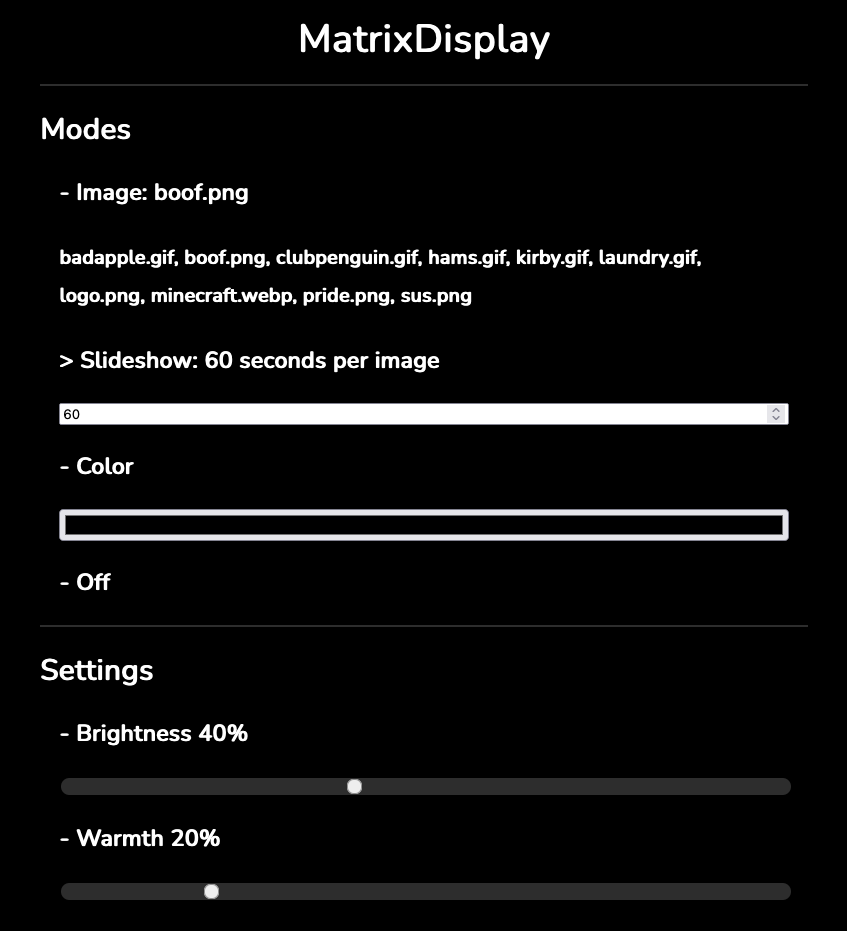 MatrixDisplay
Modes
- Image: boof.png
badapple.gif, boof.png, clubpenguin.gif, hams.gif, kirby.gif, laundry.gif,
logo.png, minecraft.webp, pride.png, sus.png
> Slideshow: 60 seconds per image
60
- Color
- Off
Settings
- Brightness 40%
- Warmth 20%